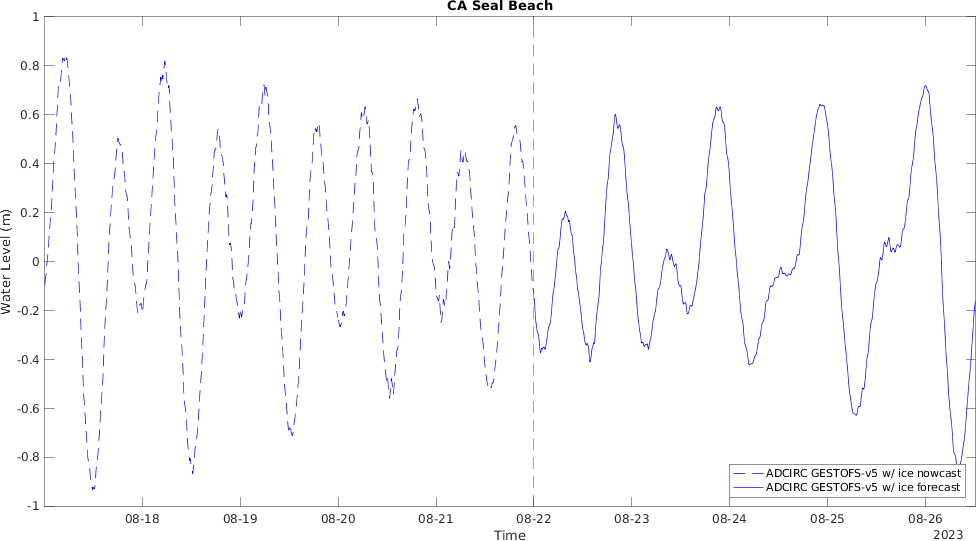 CA Seal Beach
Water Level (m)
1
0.8
0.6
0.4
0.2
0
-0.2
-0.4
-0.6
-0.8
-1
ADCIRC GESTOFS-v5 w/ ice nowcast
ADCIRC GESTOFS-v5 w/ ice forecast
08-18 08-19 08-20 08-21 08-22 08-23 08-24 08-25 08-26
Time
2023